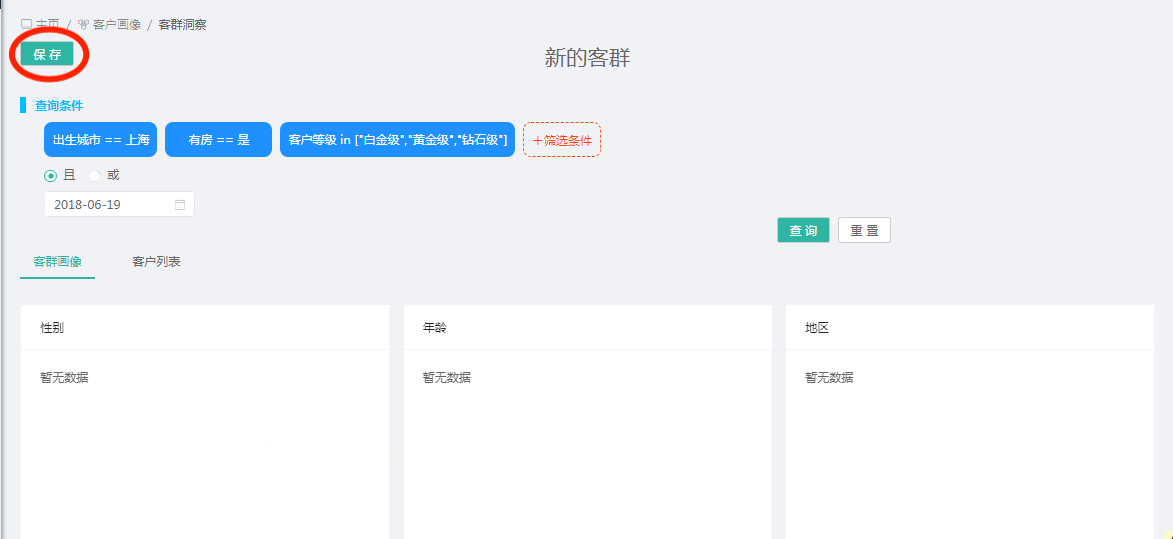 主页 / 客户画像 / 客群洞察
保 存
新的客群
查询条件
出生城市 == 上海 有房 == 是 客户等级 in ["白金级","黄金级","钻石级"] +筛选条件
且 或
2018-06-19
查 询 重 置
客群画像 客户列表
性别 年龄 地区
暂无数据 暂无数据 暂无数据